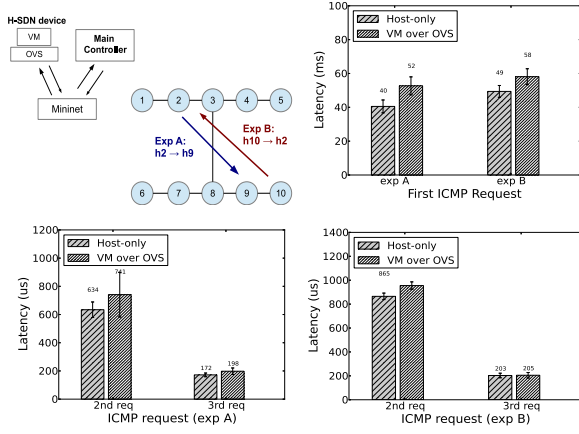 H-SDN device
VM
OVS
Main
Controller
Mininet
1 2 3 4 5
Exp A:
h2 → h9
Exp B:
h10 → h2
6 7 8 9 10
Host-only
VM over OVS
100
80
60
40
20
0
Latency (ms)
40
52
49
58
exp A exp B
First ICMP Request
Host-only
VM over OVS
1200
1000
800
600
400
200
0
Latency (us)
634
741
172
198
2nd req 3rd req
ICMP request (exp A)
Host-only
VM over OVS
1400
1200
1000
800
600
400
200
0
Latency (us)
865
203
205
2nd req 3rd req
ICMP request (exp B)